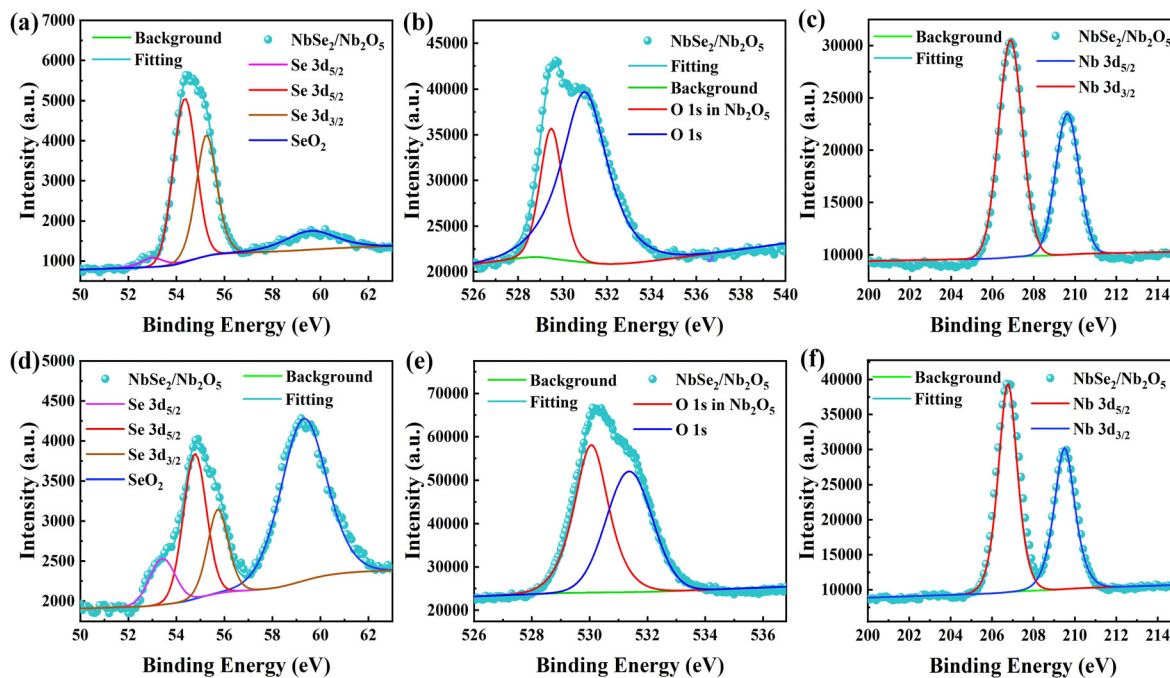 (a)
7000
6000
5000
4000
3000
2000
1000
Intensity (a.u.)
Background
Fitting
Se 3d5/2
Se 3d5/2
Se 3d3/2
NbSe2/Nb2O5
SeO2
50 52 54 56 58 60 62
Binding Energy (eV)
(b)
45000
40000
35000
30000
25000
20000
Intensity (a.u.)
NbSe2/Nb2O5
Fitting
Background
O 1s in Nb2O5
O 1s
526 528 530 532 534 536 538 540
Binding Energy (eV)
(c)
30000
25000
20000
15000
10000
Intensity (a.u.)
Background
Fitting
NbSe2/Nb2O5
Nb 3d5/2
Nb 3d3/2
200 202 204 206 208 210 212 214
Binding Energy (eV)
(d)
5000
4500
4000
3500
3000
2500
2000
Intensity (a.u.)
NbSe2/Nb2O5
Se 3d5/2
Se 3d5/2
Se 3d3/2
SeO2
Background
Fitting
50 52 54 56 58 60 62
Binding Energy (eV)
(e)
70000
60000
50000
40000
30000
20000
Intensity (a.u.)
Background
Fitting
NbSe2/Nb2O5
O 1s in Nb2O5
O 1s
526 528 530 532 534 536
Binding Energy (eV)
(f)
40000
35000
30000
25000
20000
15000
10000
Intensity (a.u.)
Background
Fitting
NbSe2/Nb2O5
Nb 3d5/2
Nb 3d3/2
200 202 204 206 208 210 212 214
Binding Energy (eV)